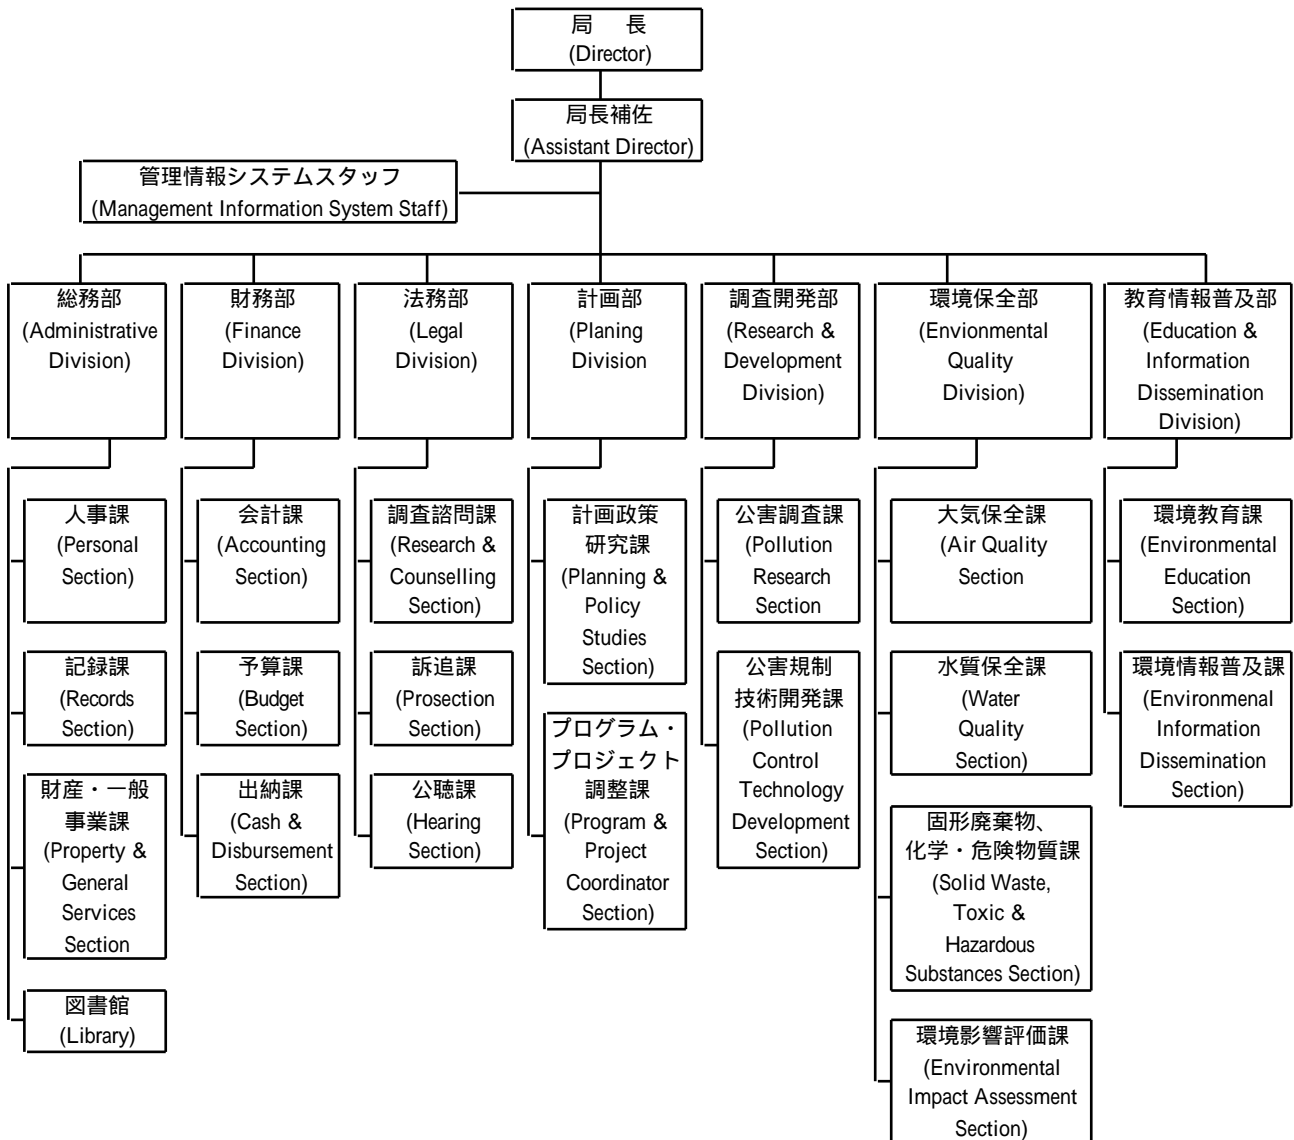 局 長
(Director)
局長補佐
(Assistant Director)
管理情報システムスタッフ
(Management Information System Staff)
総務部
(Administrative
Division)
財務部
(Finance
Division)
法務部
(Legal
Division)
計画部
(Planing
Division
調査開発部
(Research &
Development
Division)
環境保全部
(Envionmental
Quality
Division)
教育情報普及部
(Education &
Information
Dissemination
Division)
人事課
(Personal
Section)
記録課
(Records
Section)
財産・一般
事業課
(Property &
General
Services
Section
図書館
(Library)
会計課
(Accounting
Section)
予算課
(Budget
Section)
出納課
(Cash &
Disbursement
Section)
調査諮問課
(Research &
Counselling
Section)
訴追課
(Prosection
Section)
公聴課
(Hearing
Section)
計画政策
研究課
(Planning &
Policy
Studies
Section)
プログラム・
プロジェクト
調整課
(Program &
Project
Coordinator
Section)
公害調査課
(Pollution
Research
Section
公害規制
技術開発課
(Pollution
Control
Technology
Development
Section)
大気保全課
(Air Quality
Section
水質保全課
(Water
Quality
Section)
固形廃棄物、
化学・危険物質課
(Solid Waste,
Toxic &
Hazardous
Substances Section)
環境影響評価課
(Environmental
Impact Assessment
Section)
環境教育課
(Environmental
Education
Section)
環境情報普及課
(Environmenal
Information
Dissemination
Section)